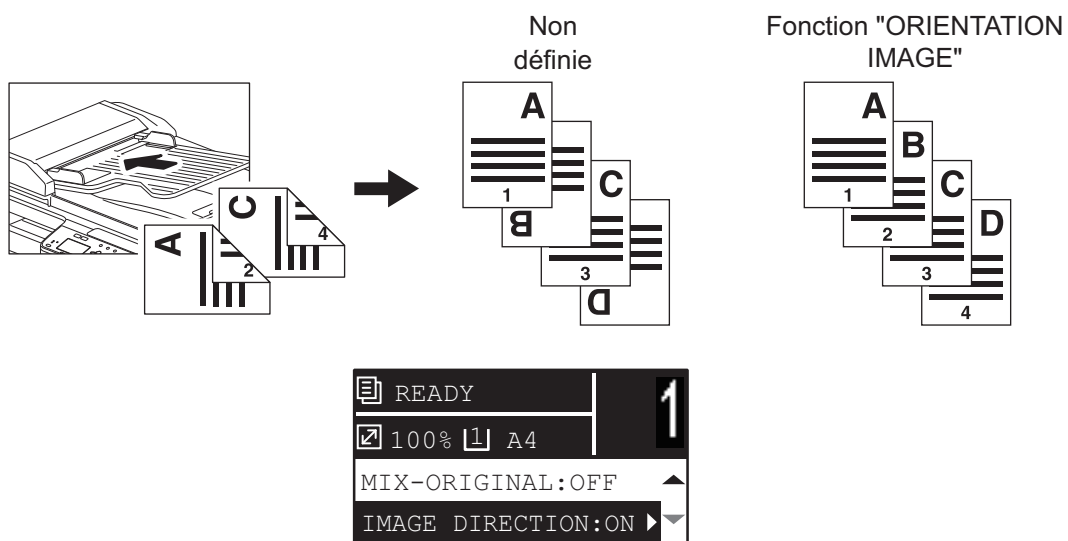 Non
définie
Fonction "ORIENTATION
IMAGE"
A
2
C
4
A
1
B
C
3
D
A
1
B
2
C
3
D
4
READY
1
100% 1 A4
MIX-ORIGINAL:OFF
IMAGE DIRECTION:ON